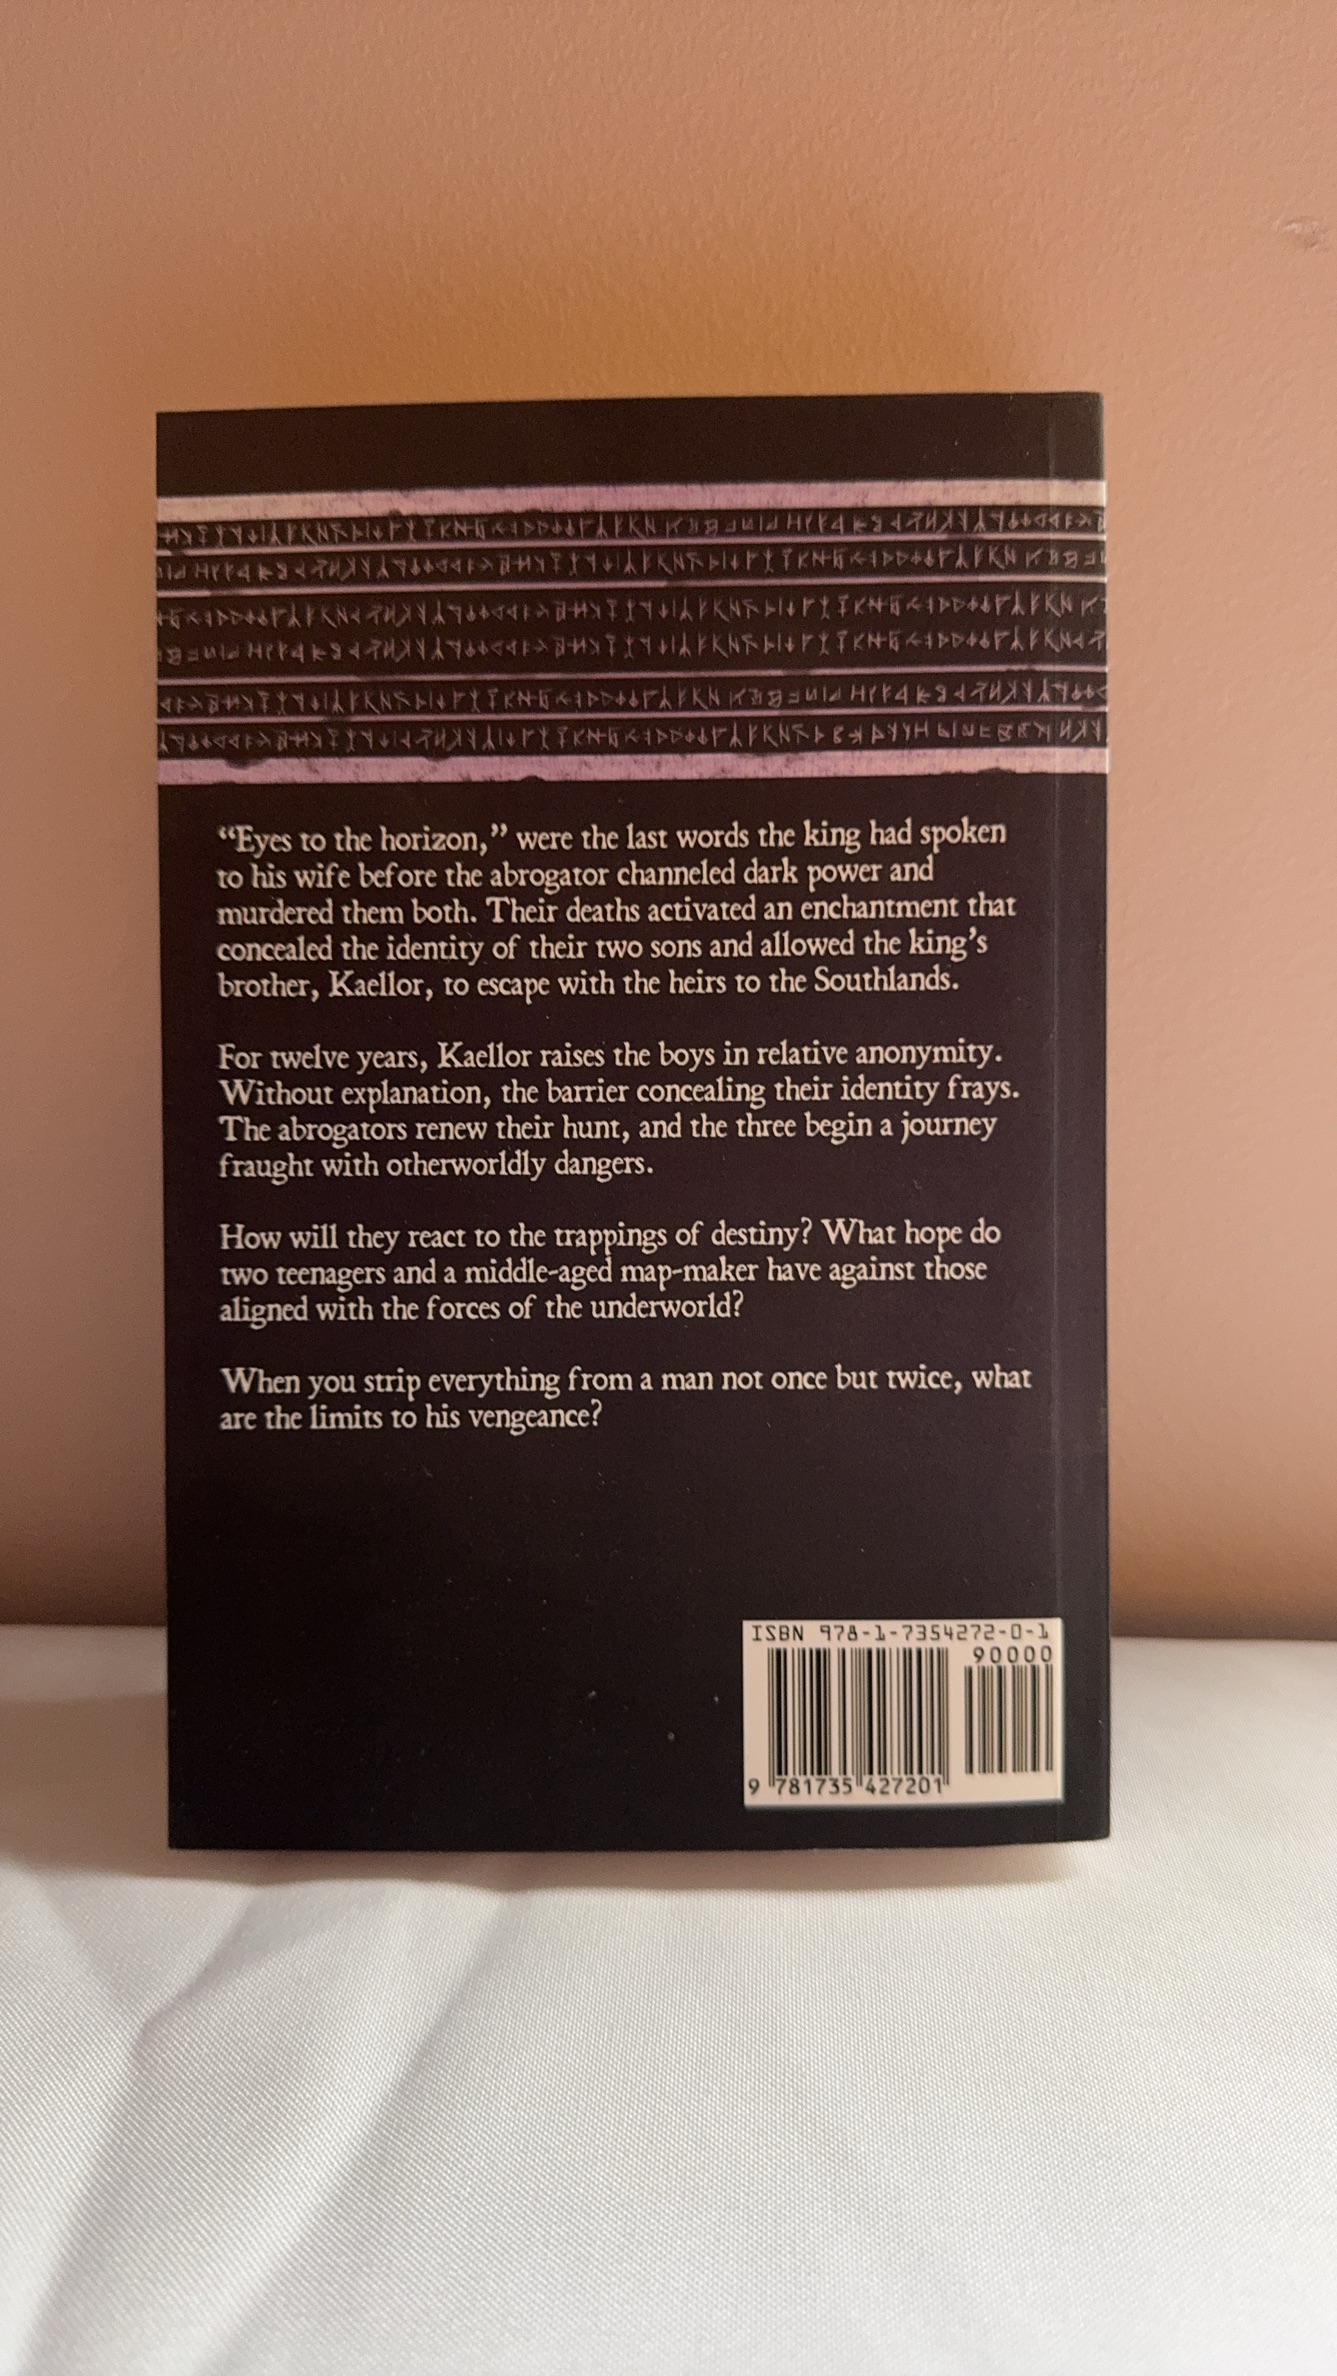 “Eyes to the horizon,” were the last words the king had spoken
to his wife before the abrogator channeled dark power and
murdered them both. Their deaths activated an enchantment that
concealed the identity of their two sons and allowed the king’s
brother, Kaellor, to escape with the heirs to the Southlands.
For twelve years, Kaellor raises the boys in relative anonymity.
Without explanation, the barrier concealing their identity frays.
The abrogators renew their hunt, and the three begin a journey
fraught with otherworldly dangers.
How will they react to the trappings of destiny? What hope do
two teenagers and a middle-aged map-maker have against those
aligned with the forces of the underworld?
When you strip everything from a man not once but twice, what
are the limits to his vengeance?
ISBN 978-1-7354272-0-1
90000
9 781735 427201